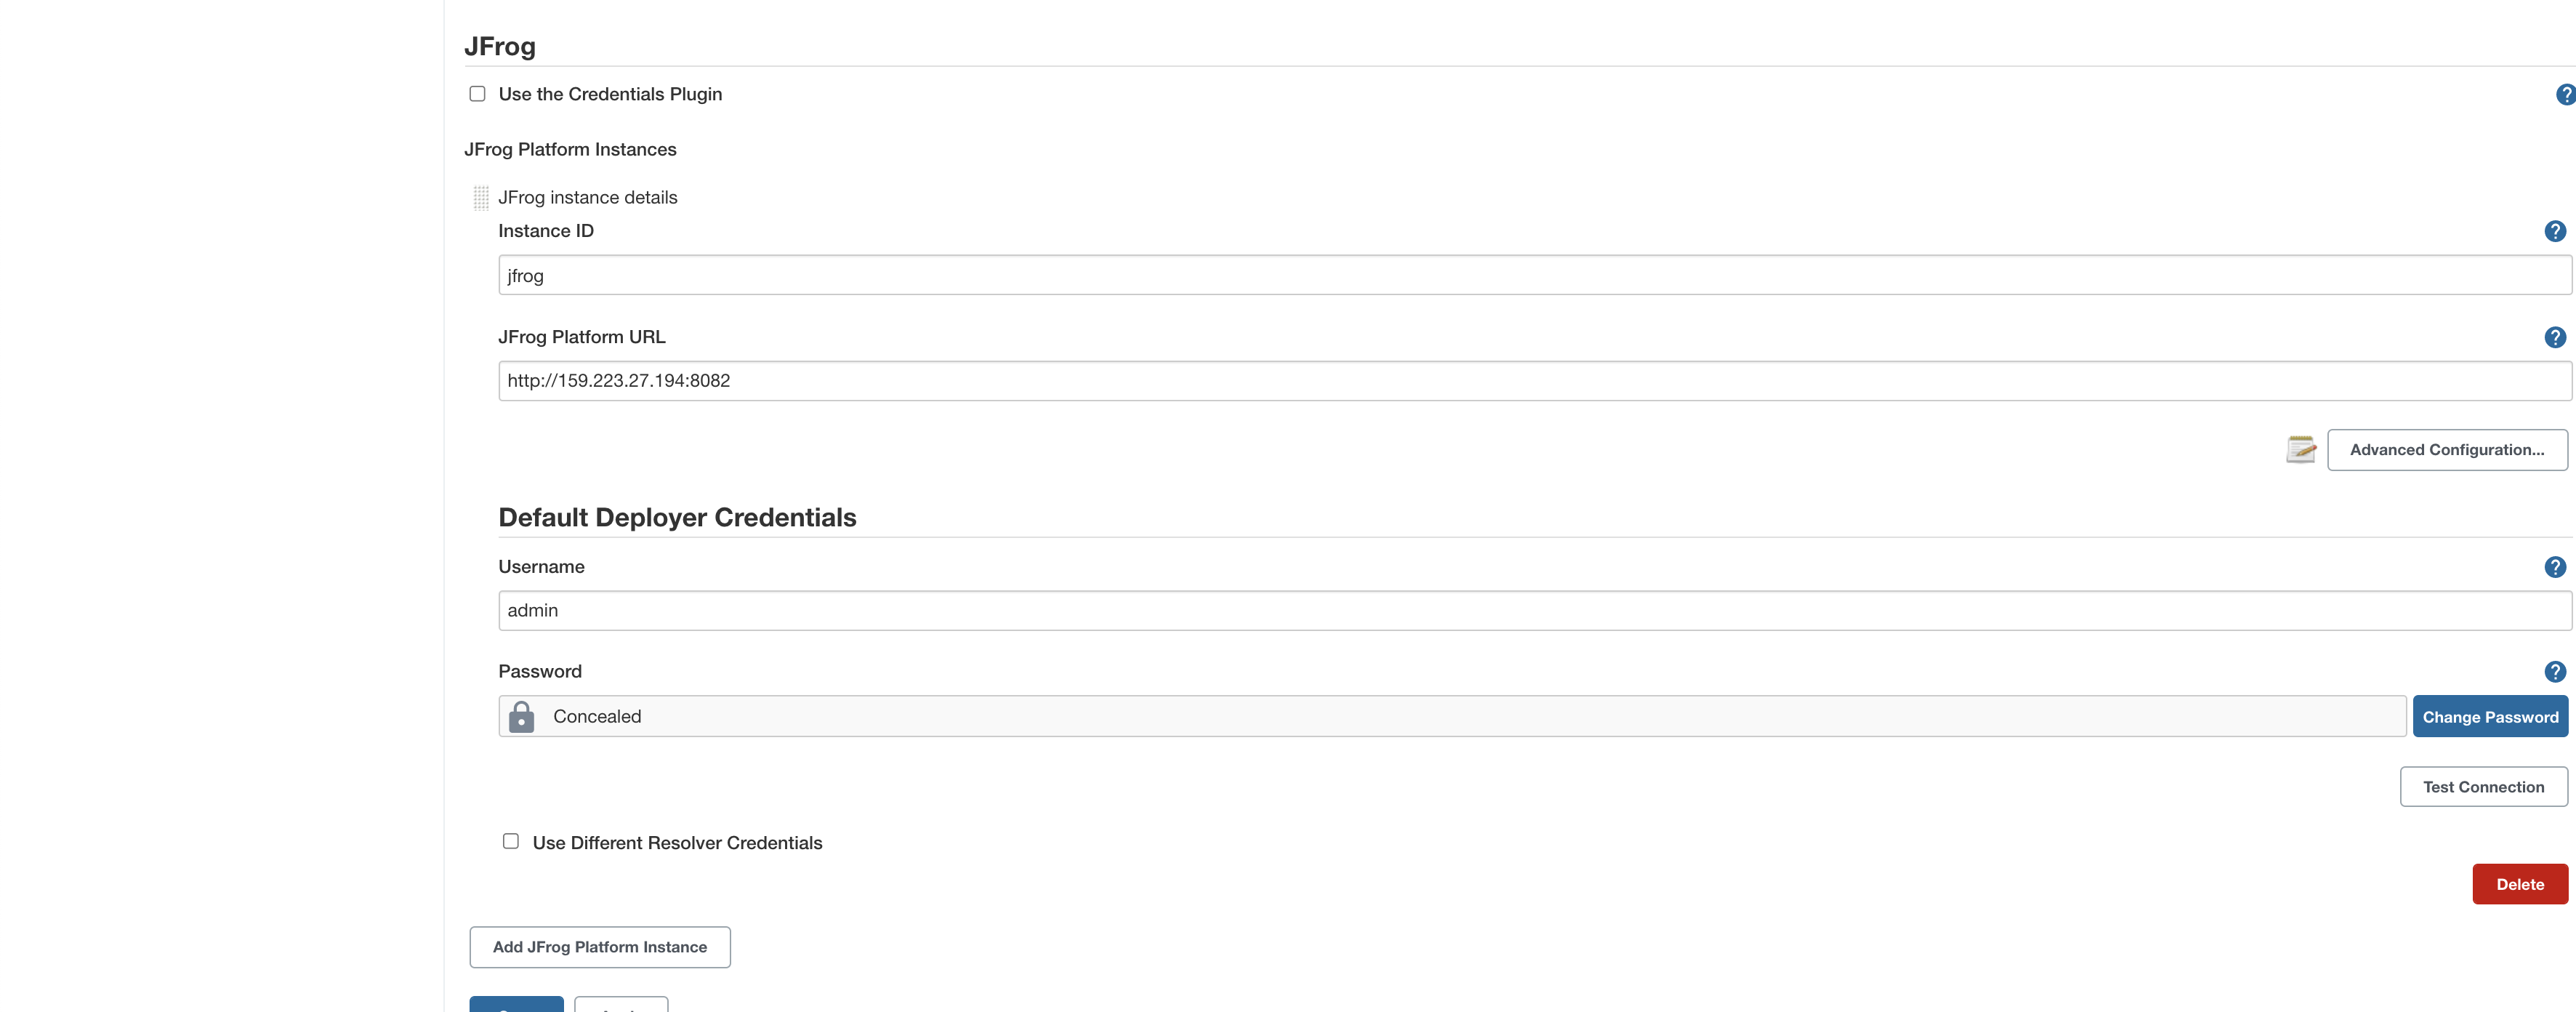 JFrog
Use the Credentials Plugin
?
JFrog Platform Instances
JFrog instance details
Instance ID
?
jfrog
JFrog Platform URL
?
http://159.223.27.194:8082
Advanced Configuration...
Default Deployer Credentials
Username
?
admin
Password
?
Concealed
Change Password
Test Connection
Use Different Resolver Credentials
Delete
Add JFrog Platform Instance